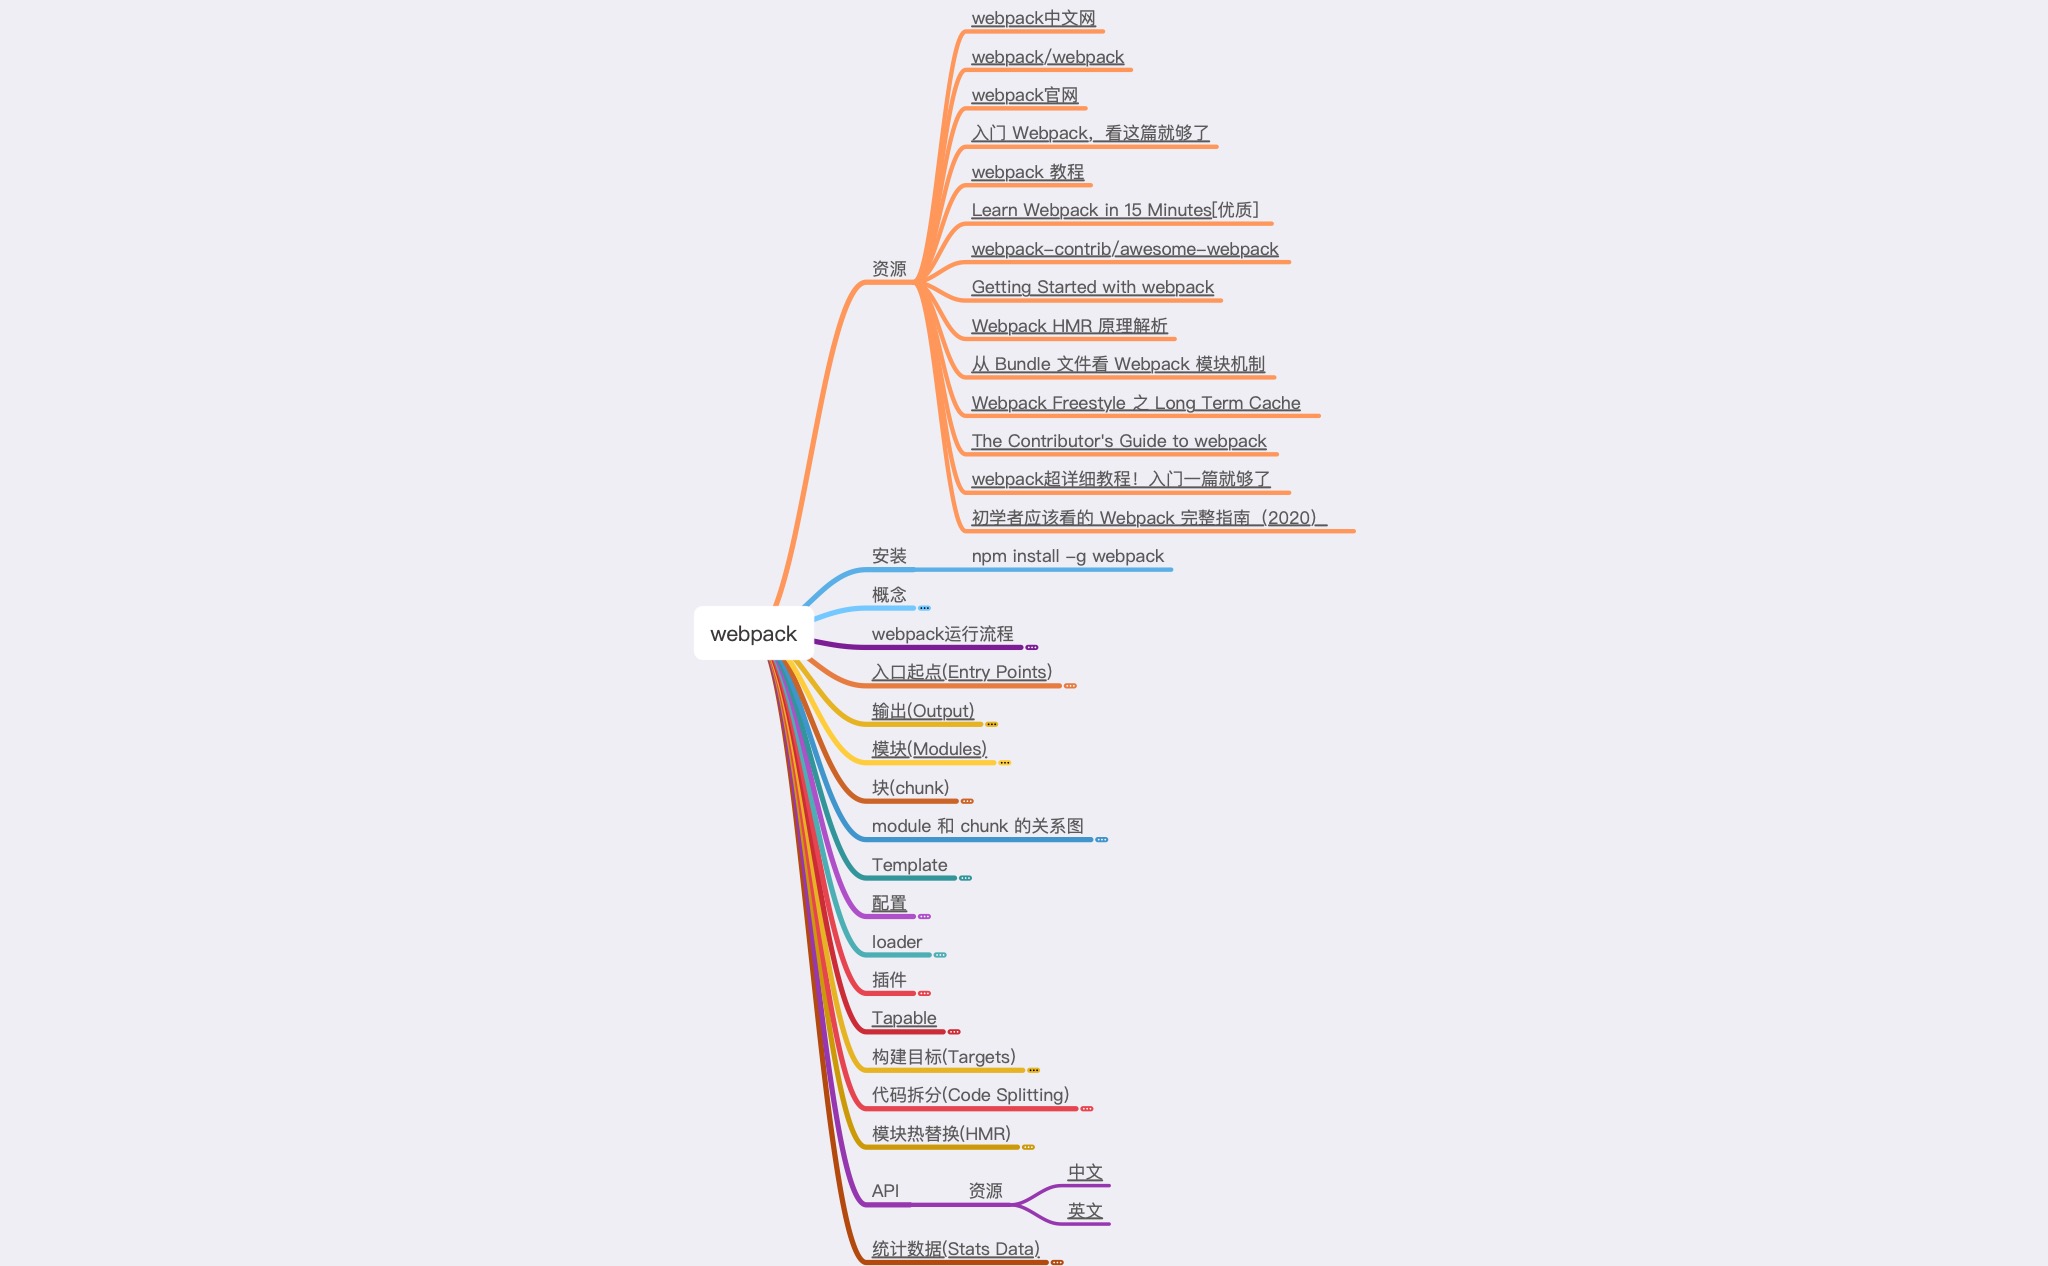 webpack中文网
webpack/webpack
webpack官网
入门 Webpack，看这篇就够了
webpack 教程
Learn Webpack in 15 Minutes[优质]
webpack-contrib/awesome-webpack
资源
Getting Started with webpack
Webpack HMR 原理解析
从 Bundle 文件看 Webpack 模块机制
Webpack Freestyle 之 Long Term Cache
The Contributor's Guide to webpack
webpack超详细教程！入门一篇就够了
初学者应该看的 Webpack 完整指南（2020）
安装 npm install -g webpack
概念
webpack
webpack运行流程
入口起点(Entry Points)
输出(Output)
模块(Modules)
块(chunk)
module 和 chunk 的关系图
Template
配置
loader
插件
Tapable
构建目标(Targets)
代码拆分(Code Splitting)
模块热替换(HMR)
中文
API 资源
英文
统计数据(Stats Data)